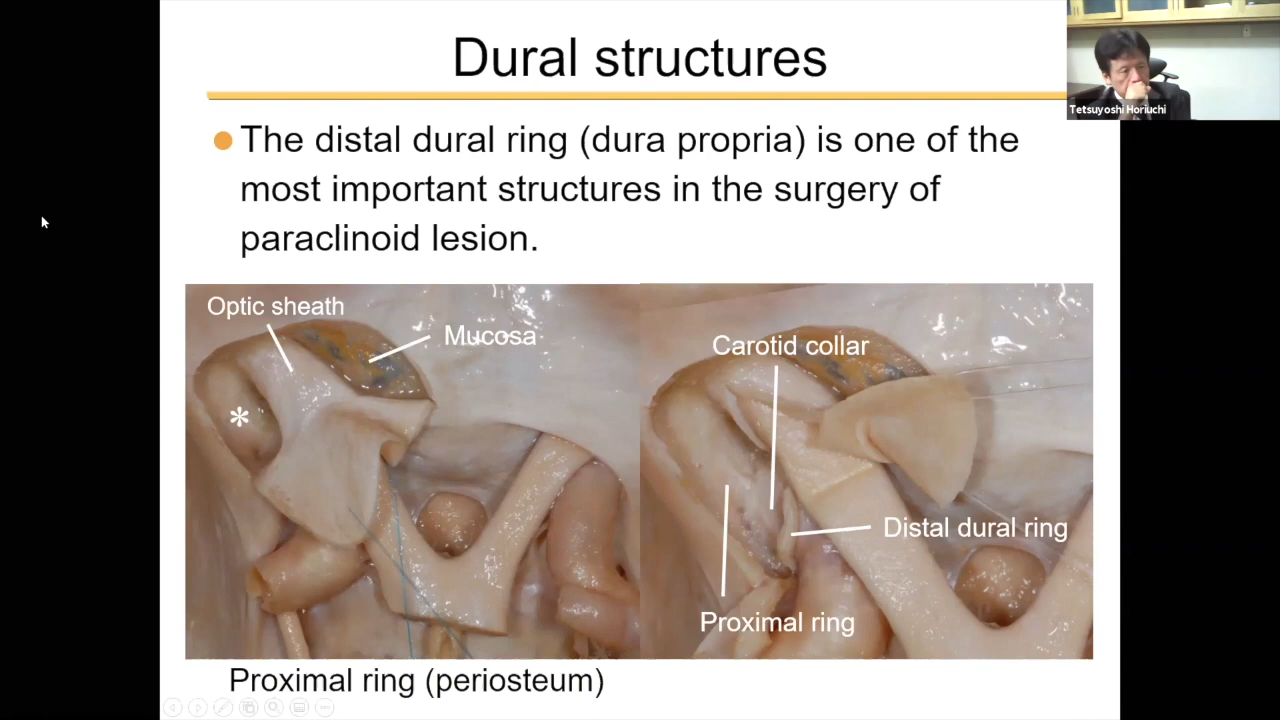 Dural structures
Tetsuyoshi Horiuchi
The distal dural ring (dura propria) is one of the
most important structures in the surgery of
paraclinoid lesion.
Optic sheath
Mucosa
*
Carotid collar
Distal dural ring
Proximal ring
Proximal ring (periosteum)